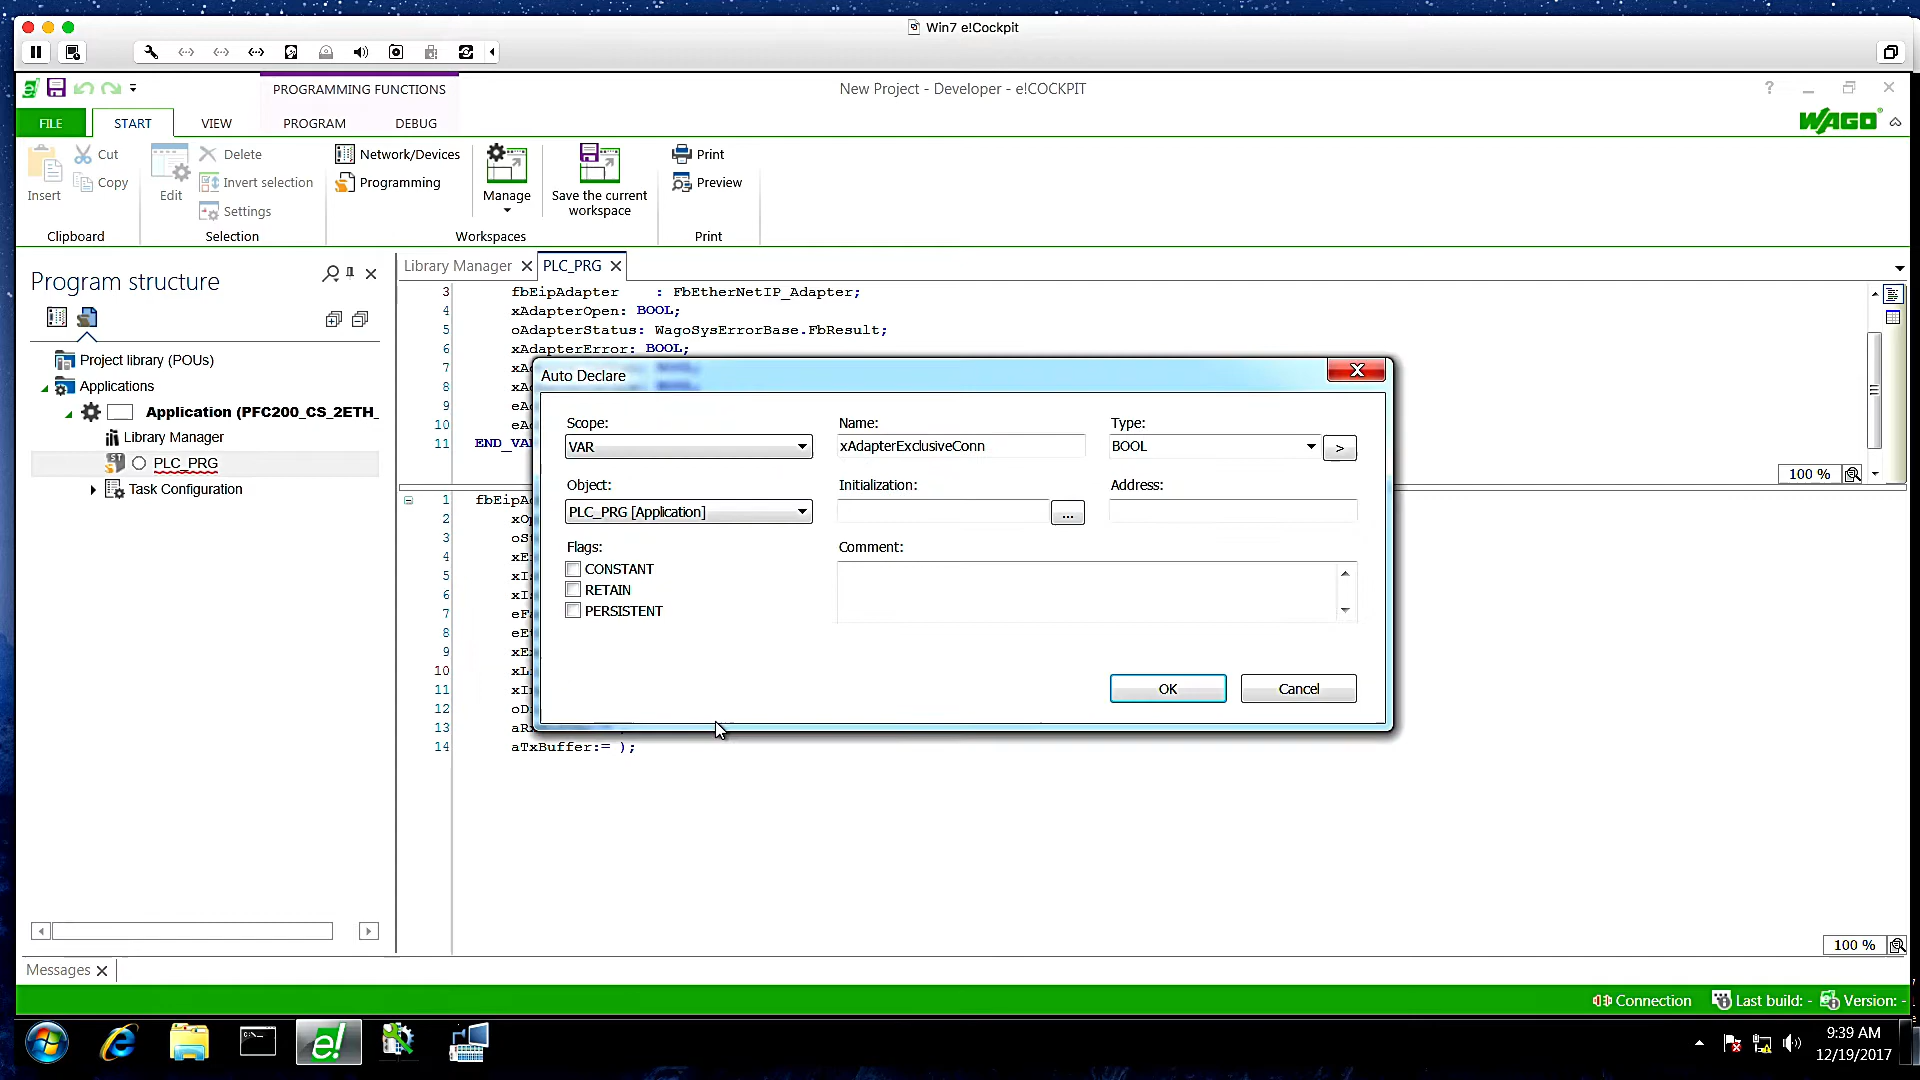 Win7 e!Cockpit
PROGRAMMING FUNCTIONS
New Project - Developer - e!COCKPIT
?
FILE
START
VIEW
PROGRAM
DEBUG
WAGO
Insert
Cut
Copy
Clipboard
Edit
Delete
Invert selection
Settings
Selection
Network/Devices
Programming
Manage
Save the current
workspace
Workspaces
Print
Preview
Print
Program structure
Project library (POUs)
Applications
Application (PFC200_CS_2ETH_
Library Manager
PLC_PRG
Task Configuration
Library Manager
PLC_PRG
3 fbEipAdapter : FbEtherNetIP_Adapter;
4 xAdapterOpen: BOOL;
5 oAdapterStatus: WagoSysErrorBase.FbResult;
6 xAdapterError: BOOL;
7
8
9
10
11 END_VA
100 %
Auto Declare
Scope:
VAR
Name:
xAdapterExclusiveConn
Type:
BOOL
>
Object:
PLC_PRG [Application]
Initialization:
...
Address:
Flags:
CONSTANT
RETAIN
PERSISTENT
Comment:
OK
Cancel
1 fbEipA
2
3
4
5
6
7
8
9
10
11
12
13
14 aTxBuffer:= );
100 %
Messages
Connection
Last build: -
Version: -
9:39 AM
12/19/2017